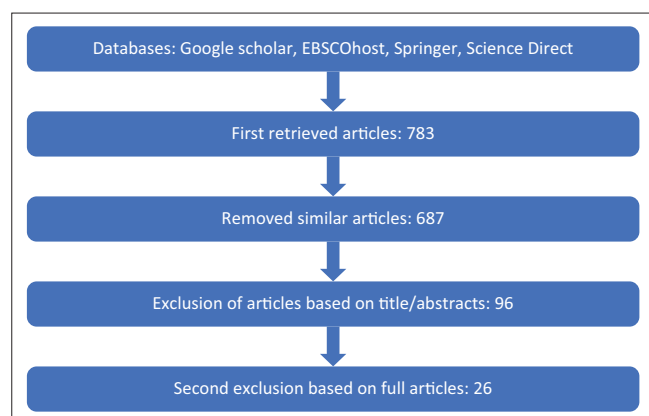 Databases: Google scholar, EBSCOhost, Springer, Science Direct
First retrieved articles: 783
Removed similar articles: 687
Exclusion of articles based on title/abstracts: 96
Second exclusion based on full articles: 26